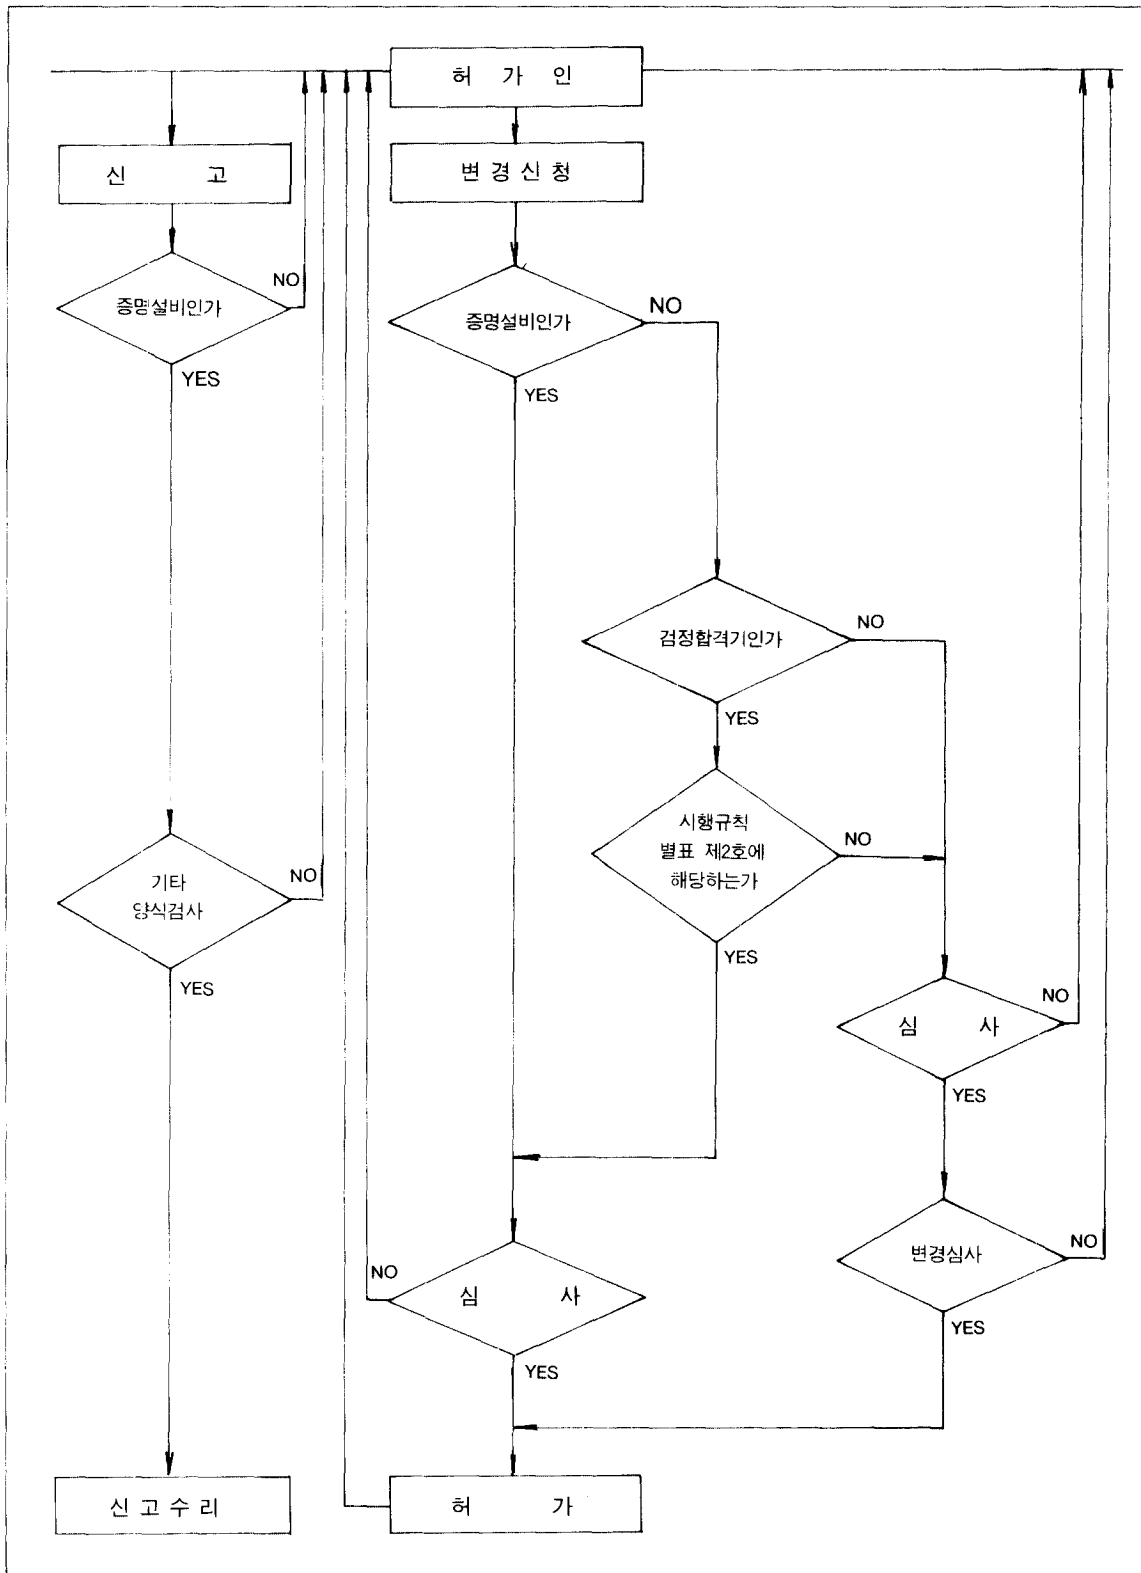 허 가 인
신 고
변 경 신 청
증명설비인가
NO
YES
증명설비인가
NO
YES
검정합격기인가
NO
YES
시행규칙
별표 제2호에
해당하는가
NO
YES
기타
양식검사
NO
YES
심 사
NO
YES
변경심사
NO
YES
심 사
NO
YES
신 고 수 리
허 가